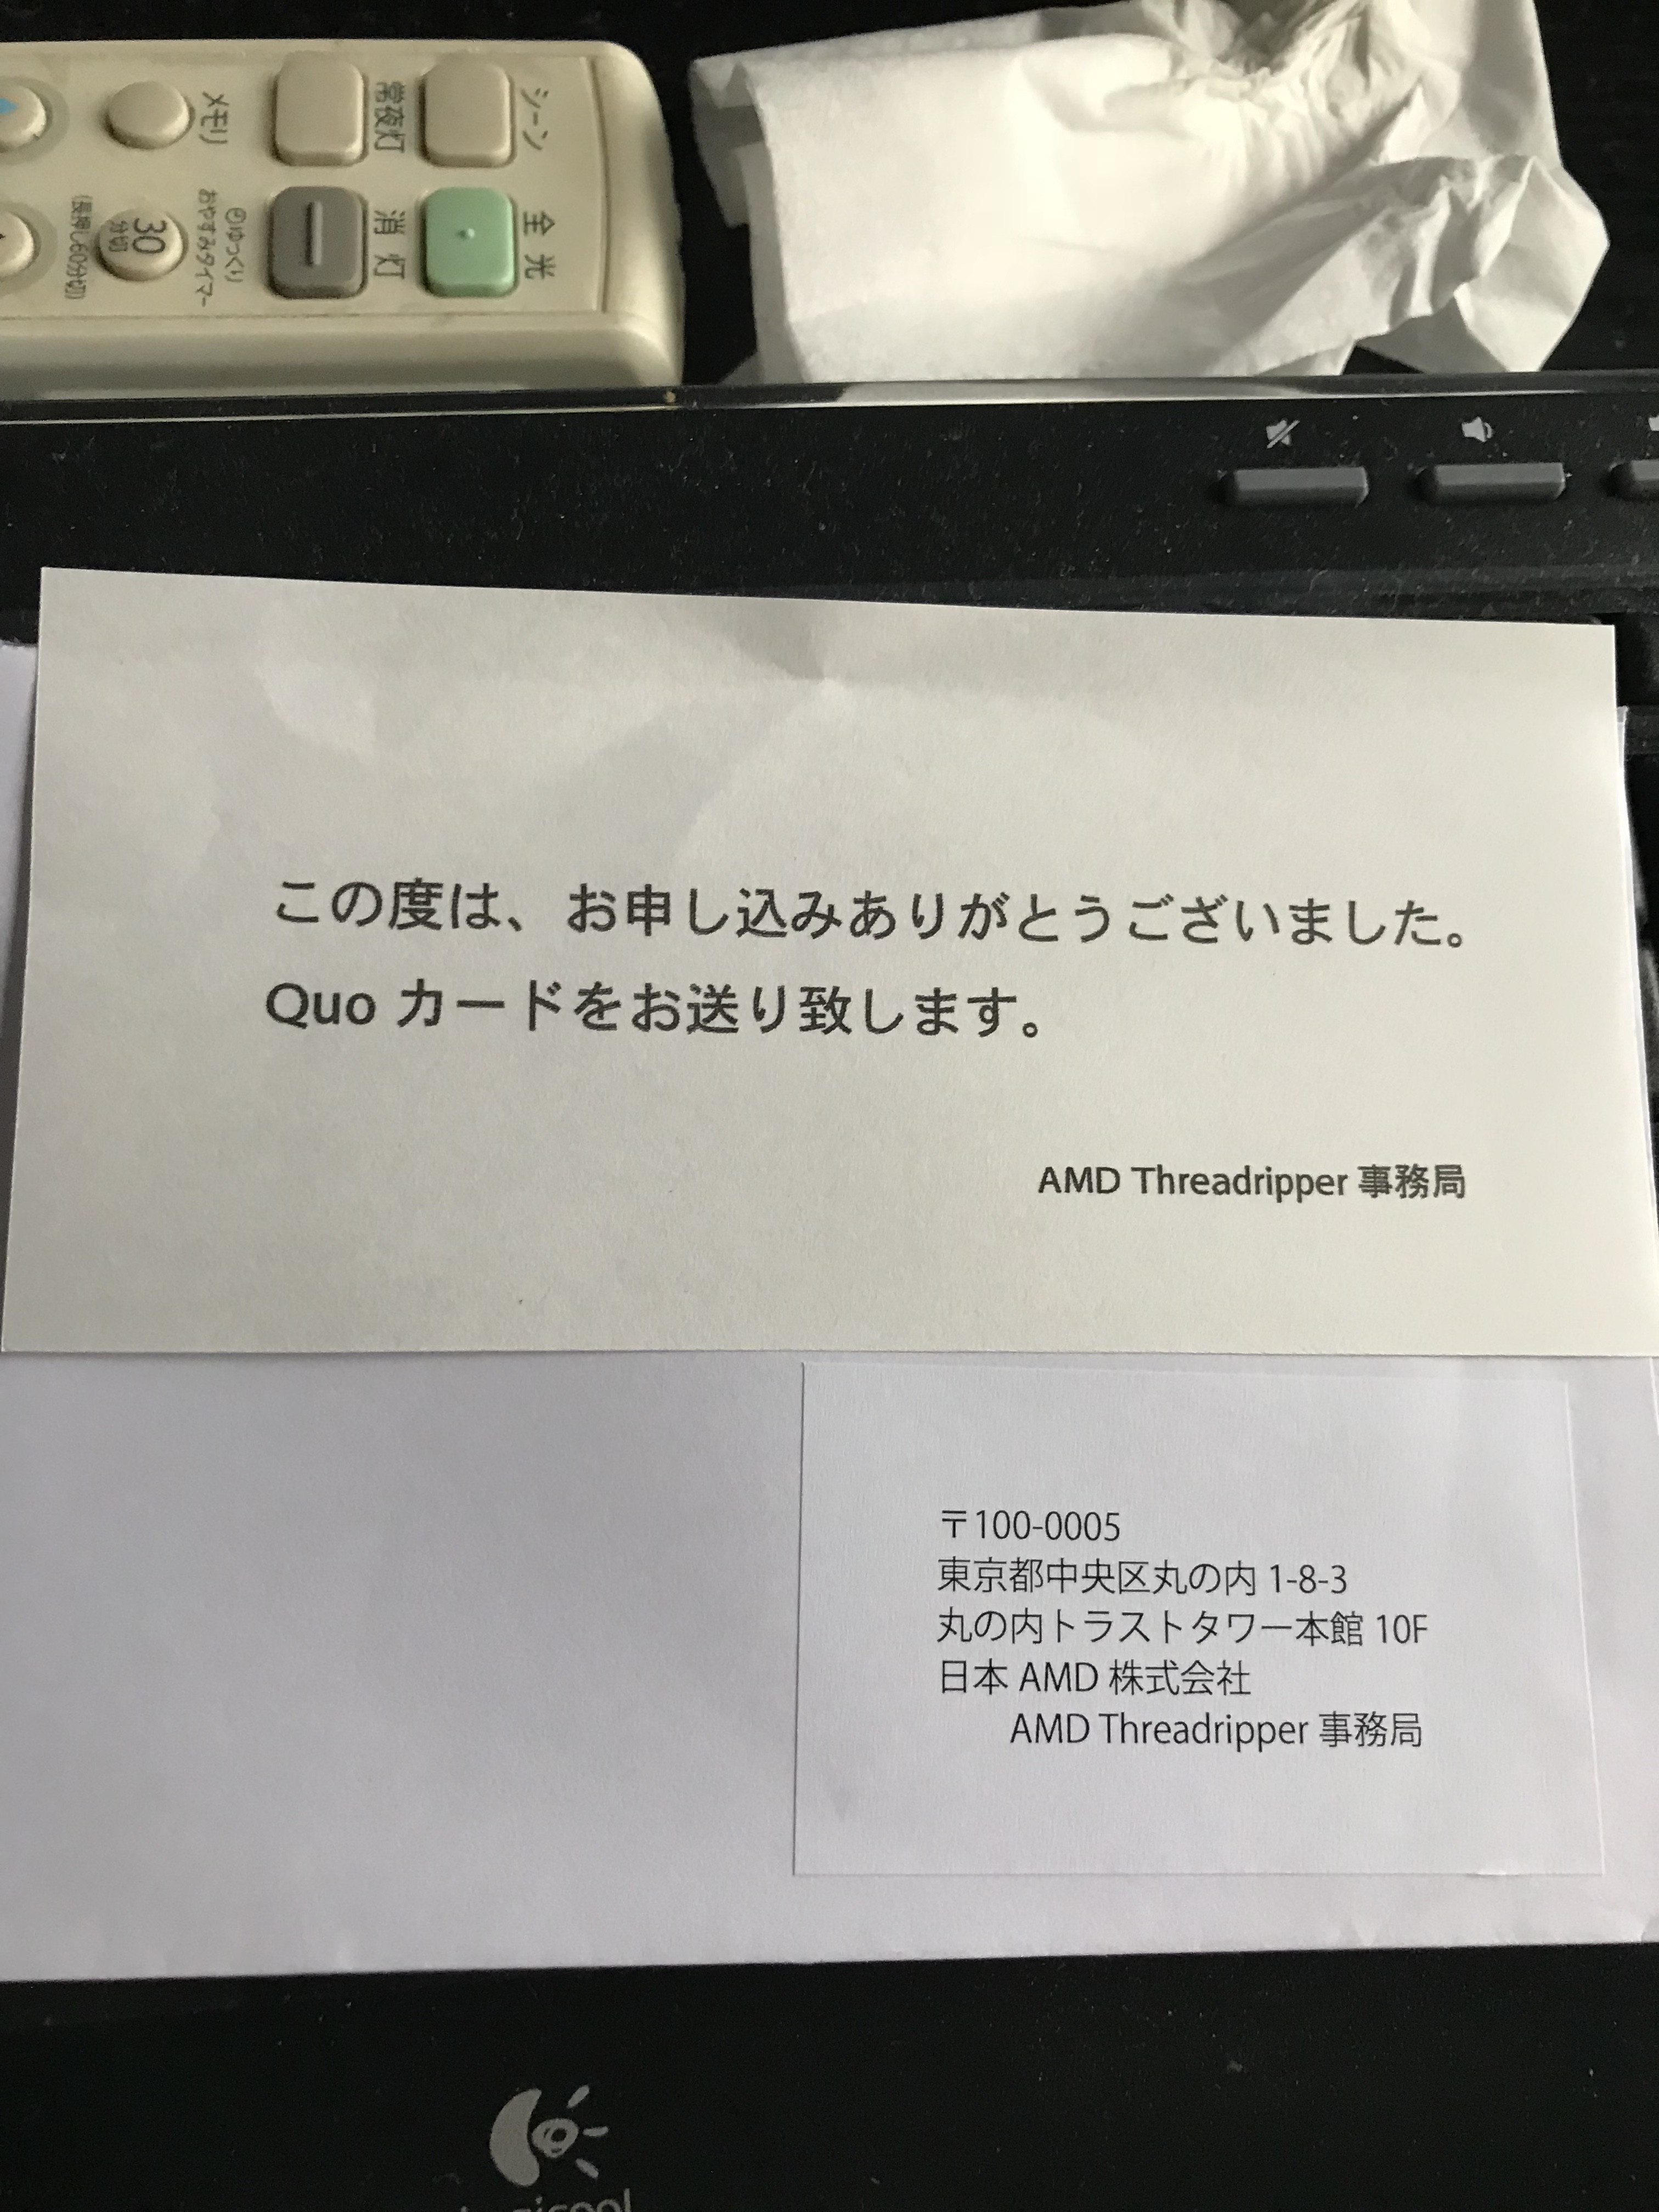 シーン
常夜灯
メモリ
全光
消灯
ゆっくり
おやすみタイマー
30
分切
(長押し60分切)
この度は、お申し込みありがとうございました。
Quo カードをお送り致します。
AMD Threadripper 事務局
〒100-0005
東京都中央区丸の内 1-8-3
丸の内トラストタワー本館 10F
日本 AMD 株式会社
AMD Threadripper 事務局